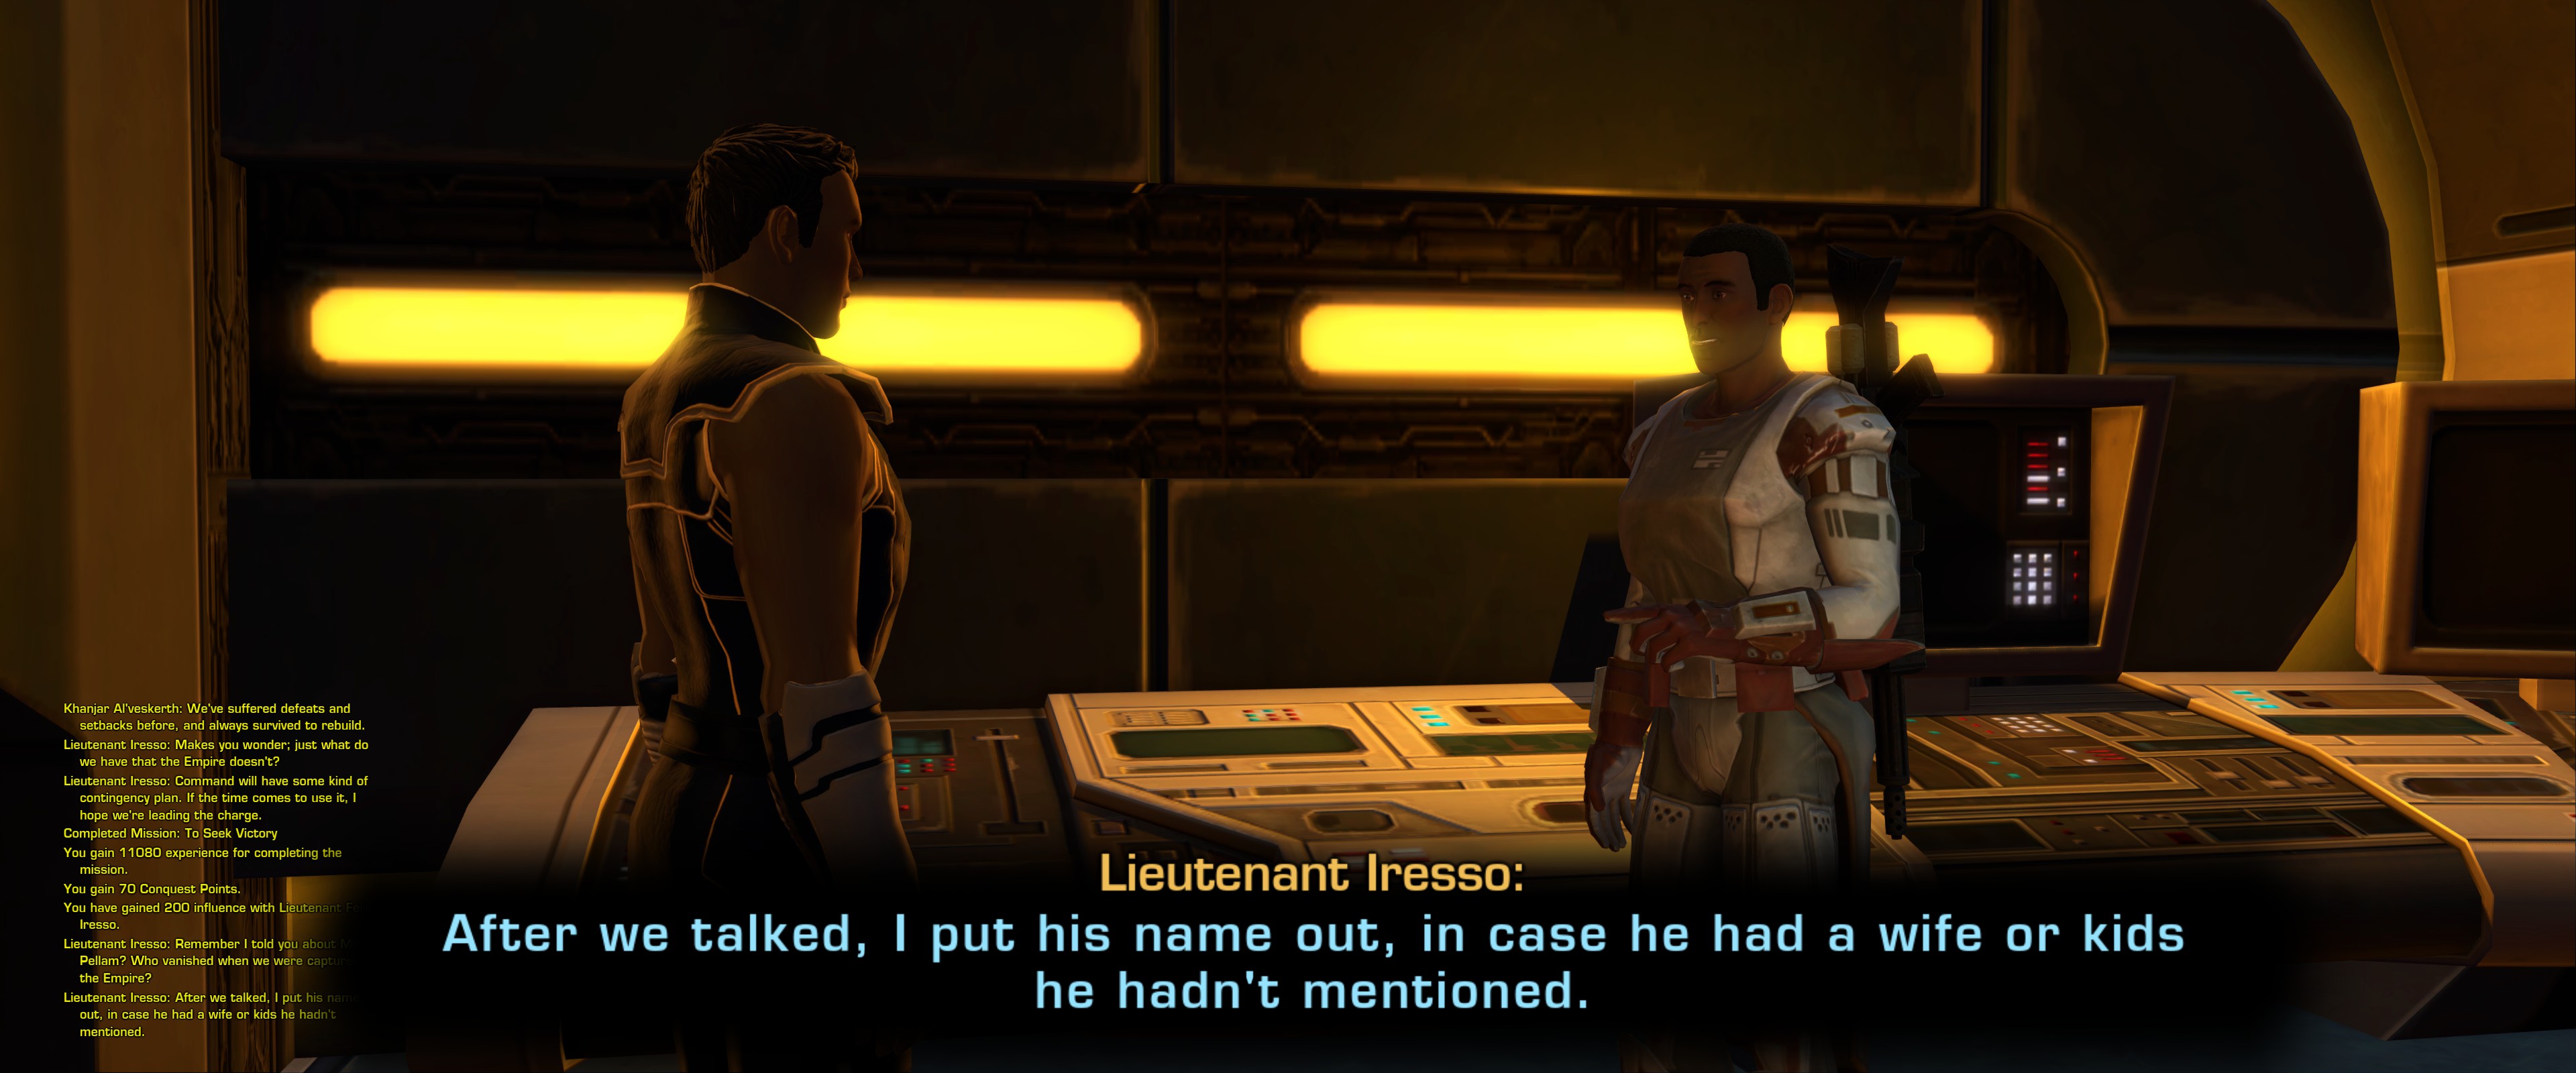 Khanjar Al'veskerth: We've suffered defeats and
setbacks before, and always survived to rebuild.
Lieutenant Iresso: Makes you wonder; just what do
we have that the Empire doesn't?
Lieutenant Iresso: Command will have some kind of
contingency plan. If the time comes to use it, I
hope we're leading the charge.
Completed Mission: To Seek Victory
You gain 11080 experience for completing the
mission.
You gain 70 Conquest Points.
You have gained 200 influence with Lieutenant
Iresso.
Lieutenant Iresso: Remember I told you about
Pellam? Who vanished when we were
the Empire?
Lieutenant Iresso: After we talked, I put his name
out, in case he had a wife or kids he hadn't
mentioned.
Lieutenant Iresso:
After we talked, I put his name out, in case he had a wife or kids
he hadn't mentioned.